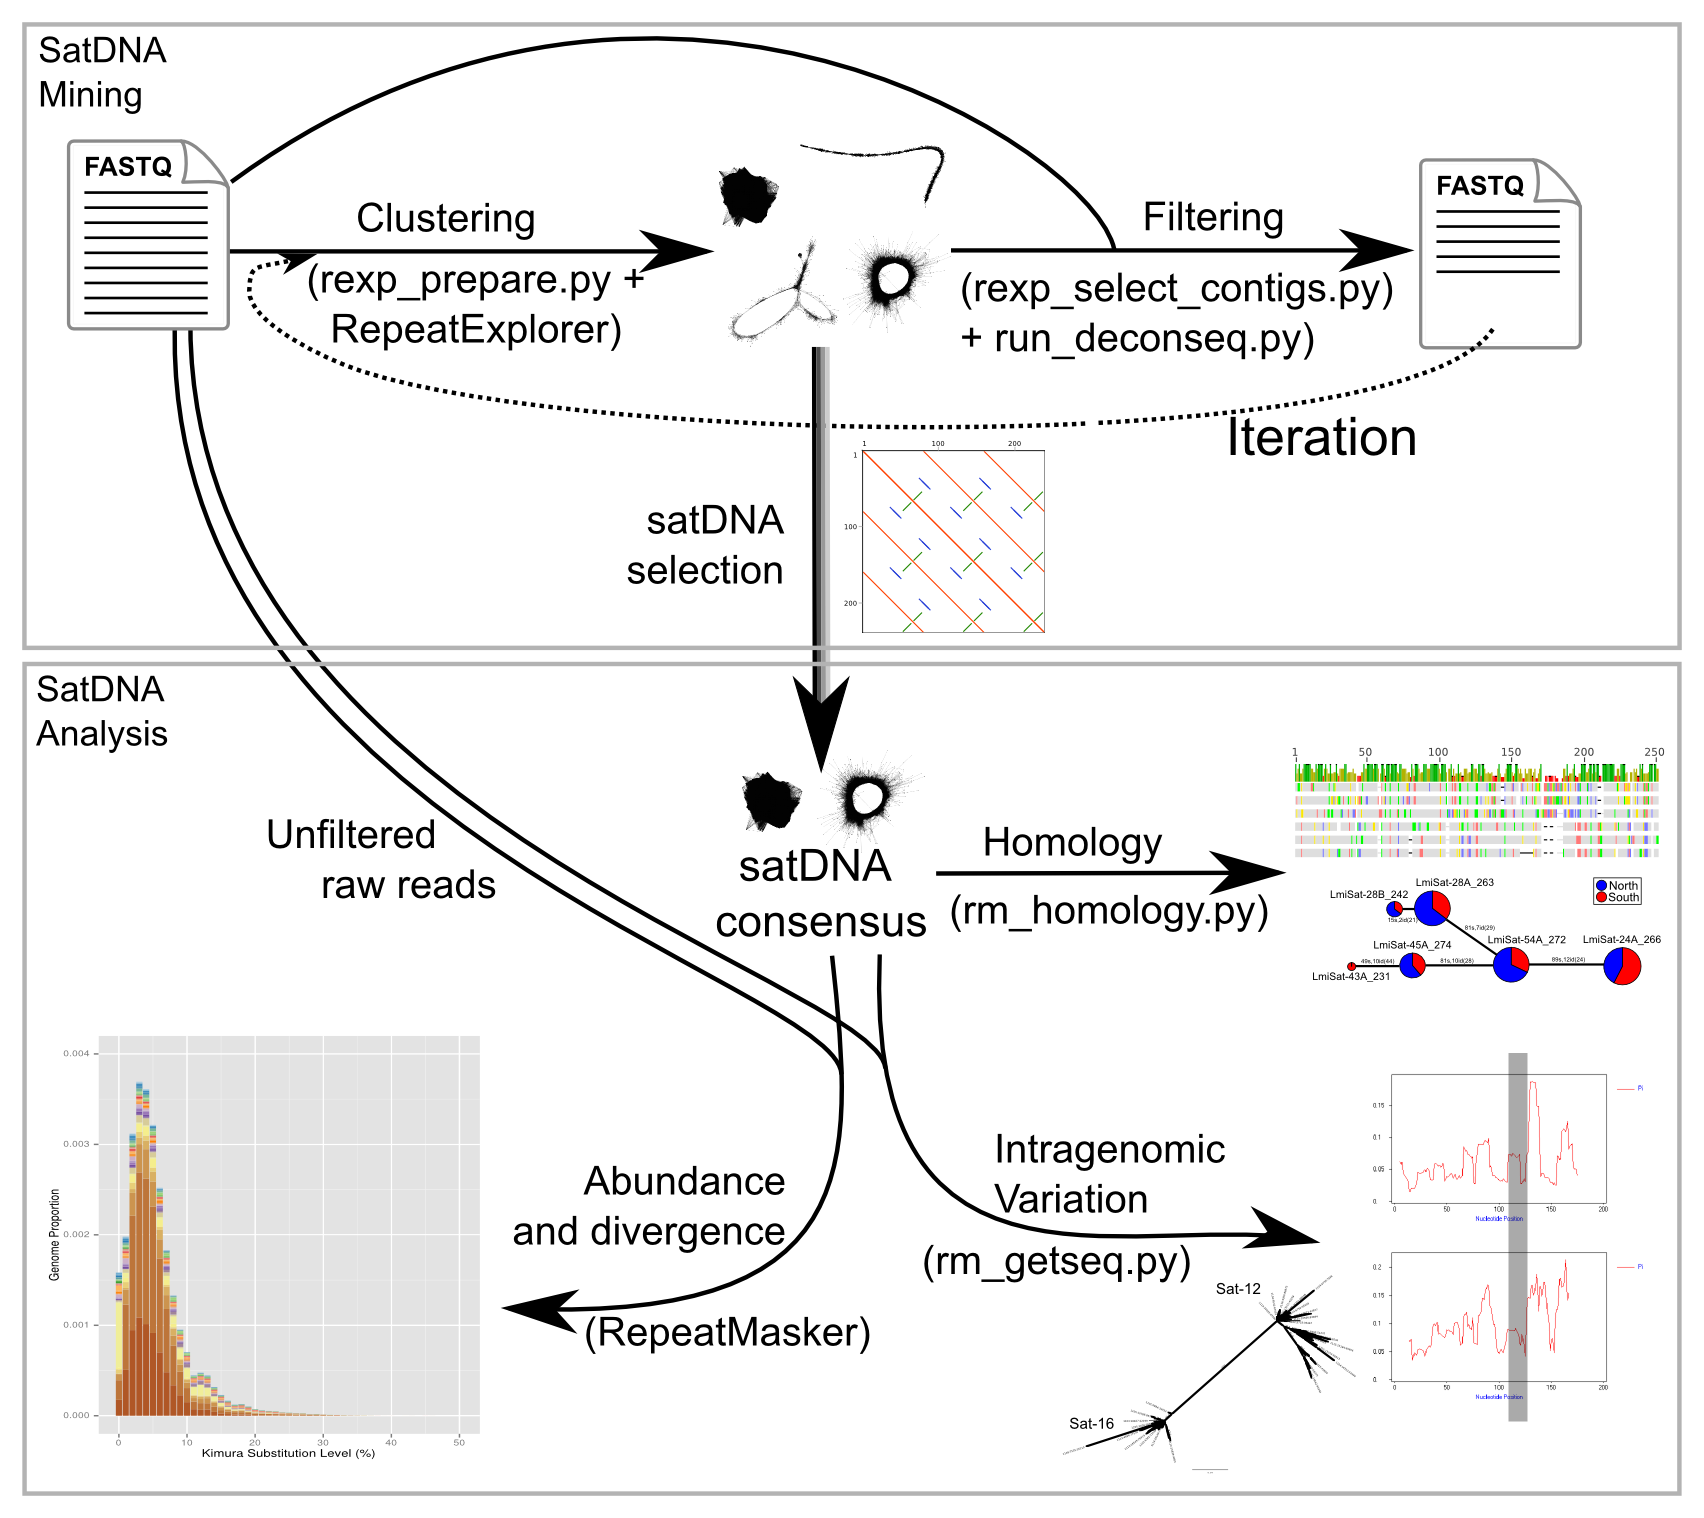 SatDNA
Mining
FASTQ
Clustering
(rexp_prepare.py +
RepeatExplorer)
Filtering
(rexp_select_contigs.py)
+ run_deconseq.py)
FASTQ
Iteration
satDNA
selection
1 100 200
1
100
200
SatDNA
Analysis
Unfiltered
raw reads
satDNA
consensus
Homology
(rm_homology.py)
1 50 100 150 200 250
North
South
LmiSat-28A_263
LmiSat-28B_242
15s,2id(21)
81s,7id(29)
LmiSat-45A_274
LmiSat-54A_272
LmiSat-24A_266
49s,10id(44)
81s,10id(28)
89s,12id(24)
LmiSat-43A_231
Abundance
and divergence
(RepeatMasker)
Intragenomic
Variation
(rm_getseq.py)
Genome Proportion
0.004
0.003
0.002
0.001
0.000
0 10 20 30 40 50
Kimura Substitution Level (%)
Sat-12
Sat-16
Pi
0.15
0.1
0.05
0.
0 50 100 150 200
Nucleotide Position
Pi
0.2
0.15
0.1
0.05
0.
0 50 100 150 200
Nucleotide Position